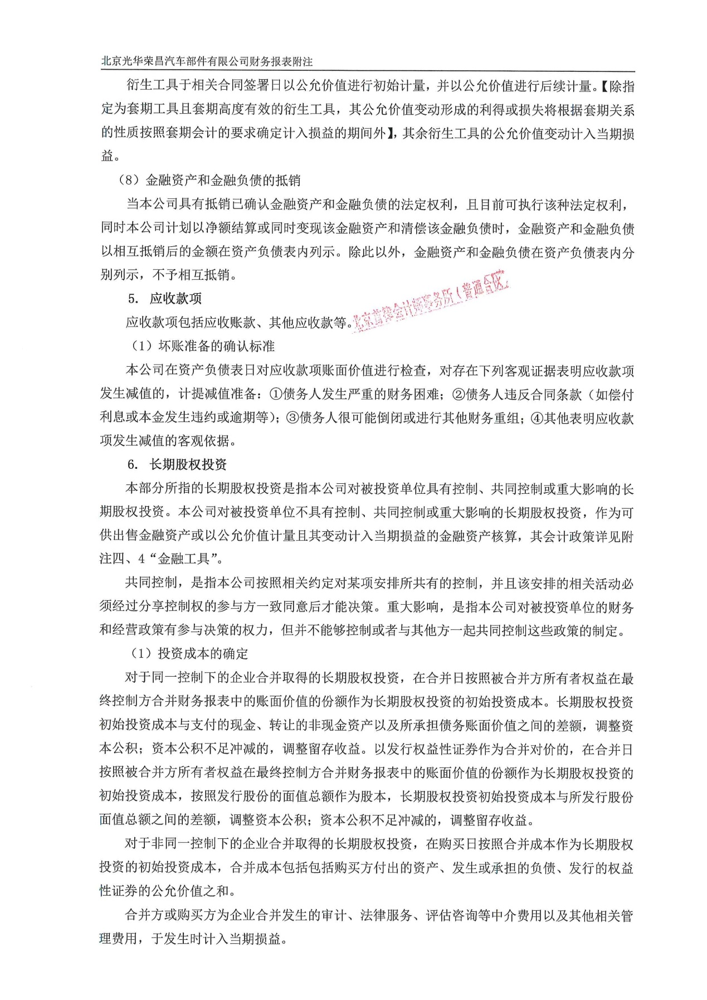 北京光华荣昌汽车部件有限公司财务报表附注
衍生工具于相关合同签署日以公允价值进行初始计量，并以公允价值进行后续计量。【除指
定为套期工具且套期高度有效的衍生工具，其公允价值变动形成的利得或损失将根据套期关系
的性质按照套期会计的要求确定计入损益的期间外】，其余衍生工具的公允价值变动计入当期损
益。
（8）金融资产和金融负债的抵销
当本公司具有抵销已确认金融资产和金融负债的法定权利，且目前可执行该种法定权利，
同时本公司计划以净额结算或同时变现该金融资产和清偿该金融负债时，金融资产和金融负债
以相互抵销后的金额在资产负债表内列示。除此以外，金融资产和金融负债在资产负债表内分
别列示，不予相互抵销。
5. 应收款项
应收款项包括应收账款、其他应收款等。
会计师事务所（普通合伙）
（1）坏账准备的确认标准
本公司在资产负债表日对应收款项账面价值进行检查，对存在下列客观证据表明应收款项
发生减值的，计提减值准备：①债务人发生严重的财务困难；②债务人违反合同条款（如偿付
利息或本金发生违约或逾期等）；③债务人很可能倒闭或进行其他财务重组；④其他表明应收款
项发生减值的客观依据。
6. 长期股权投资
本部分所指的长期股权投资是指本公司对被投资单位具有控制、共同控制或重大影响的长
期股权投资。本公司对被投资单位不具有控制、共同控制或重大影响的长期股权投资，作为可
供出售金融资产或以公允价值计量且其变动计入当期损益的金融资产核算，其会计政策详见附
注四、4“金融工具”。
共同控制，是指本公司按照相关约定对某项安排所共有的控制，并且该安排的相关活动必
须经过分享控制权的参与方一致同意后才能决策。重大影响，是指本公司对被投资单位的财务
和经营政策有参与决策的权力，但并不能够控制或者与其他方一起共同控制这些政策的制定。
（1）投资成本的确定
对于同一控制下的企业合并取得的长期股权投资，在合并日按照被合并方所有者权益在最
终控制方合并财务报表中的账面价值的份额作为长期股权投资的初始投资成本。长期股权投资
初始投资成本与支付的现金、转让的非现金资产以及所承担债务账面价值之间的差额，调整资
本公积；资本公积不足冲减的，调整留存收益。以发行权益性证券作为合并对价的，在合并日
按照被合并方所有者权益在最终控制方合并财务报表中的账面价值的份额作为长期股权投资的
初始投资成本，按照发行股份的面值总额作为股本，长期股权投资初始投资成本与所发行股份
面值总额之间的差额，调整资本公积；资本公积不足冲减的，调整留存收益。
对于非同一控制下的企业合并取得的长期股权投资，在购买日按照合并成本作为长期股权
投资的初始投资成本，合并成本包括包括购买方付出的资产、发生或承担的负债、发行的权益
性证券的公允价值之和。
合并方或购买方为企业合并发生的审计、法律服务、评估咨询等中介费用以及其他相关管
理费用，于发生时计入当期损益。